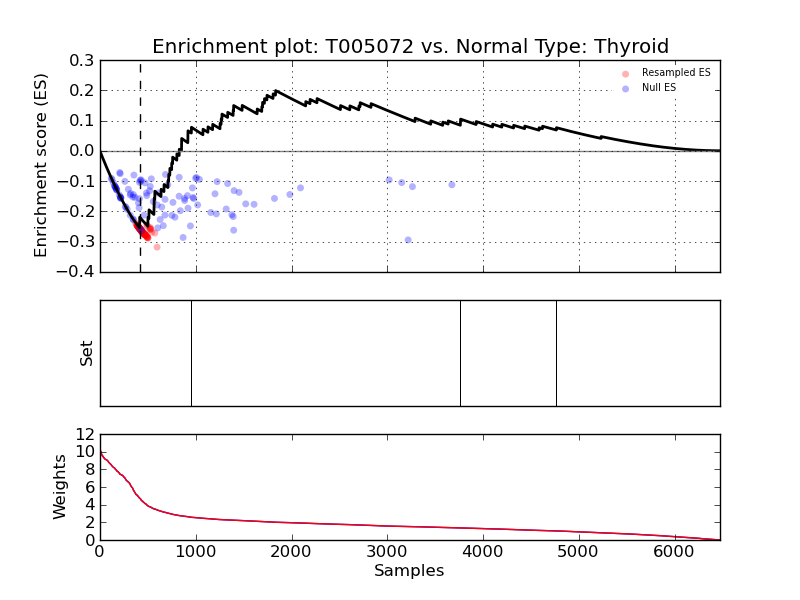 Enrichment plot: T005072 vs. Normal Type: Thyroid
Enrichment score (ES)
0.3
0.2
0.1
0.0
−0.1
−0.2
−0.3
−0.4
Resampled ES
Null ES
Set
Weights
12
10
8
6
4
2
0
0 1000 2000 3000 4000 5000 6000
Samples